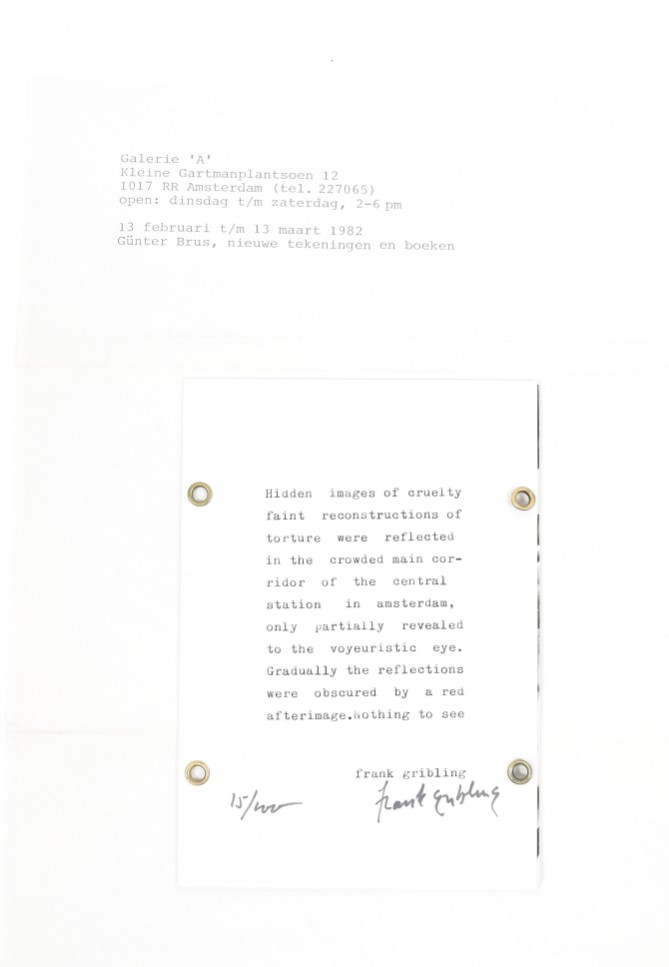 Galerie 'A'
Kleine Gartmanplantsoen 12
1017 RR Amsterdam (tel. 227065)
open: dinsdag t/m zaterdag, 2-6 pm
13 februari t/m 13 maart 1982
Günter Brus, nieuwe tekeningen en boeken
Hidden images of cruelty
faint reconstructions of
torture were reflected
in the crowded main cor-
ridor of the central
station in amsterdam,
only partially revealed
to the voyeuristic eye.
Gradually the reflections
were obscured by a red
afterimage.Nothing to see
frank gribling
15/100 frank gribling